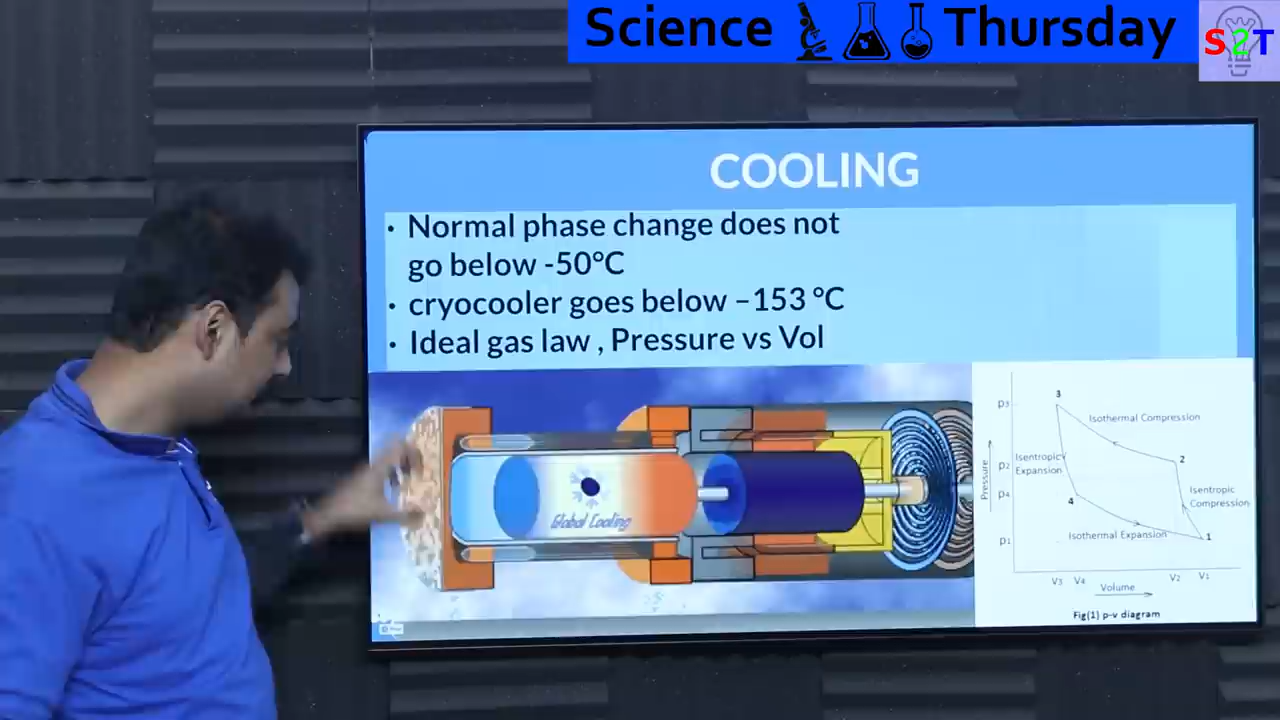 Science Thursday
S2T
COOLING
• Normal phase change does not
go below -50°C
• cryocooler goes below –153 °C
• Ideal gas law , Pressure vs Vol
Global Cooling
P3
P2
P4
P1
Pressure
3
Isothermal Compression
2
Isentropic
Expansion
4
Isentropic
Compression
Isothermal Expansion
1
V3 V4 V2 V1
Volume
Fig(1) p-v diagram